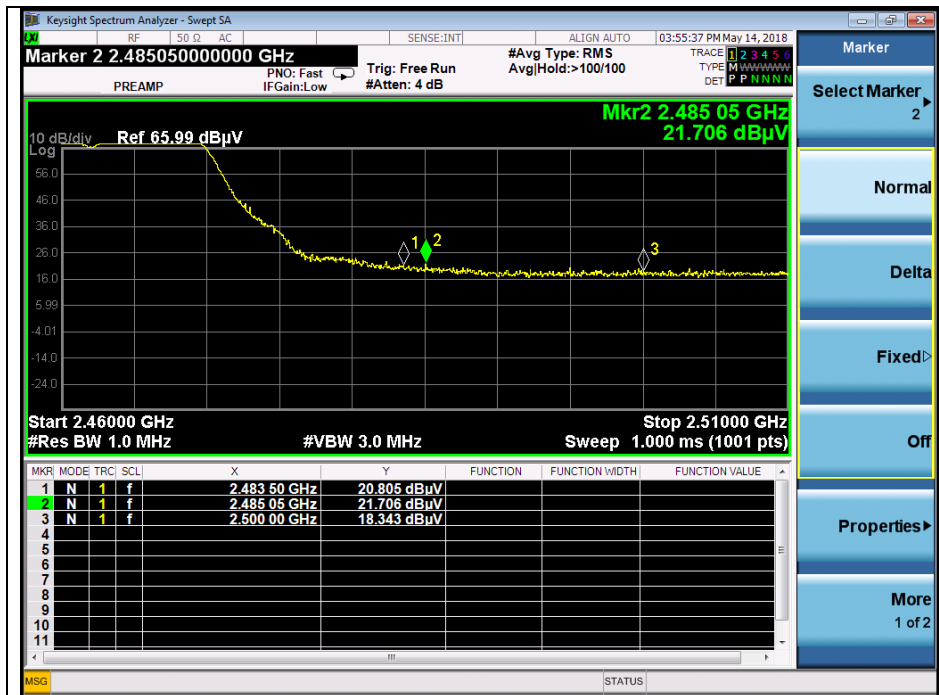 Keysight Spectrum Analyzer - Swept SA
LXI RF 50 Ω AC SENSE:INT ALIGN AUTO 03:55:37 PM May 14, 2018
Marker 2 2.485050000000 GHz
PREAMP
PNO: Fast
IFGain:Low
Trig: Free Run
#Atten: 4 dB
#Avg Type: RMS
Avg|Hold:>100/100
TRACE 1 2 3 4 5 6
TYPE M WWWWW
DET P P N N N N
Mkr2 2.485 05 GHz
21.706 dBµV
10 dB/div Ref 65.99 dBµV
Log
56.0
46.0
36.0
26.0
16.0
5.99
-4.01
-14.0
-24.0
1
2
3
Start 2.46000 GHz Stop 2.51000 GHz
#Res BW 1.0 MHz #VBW 3.0 MHz Sweep 1.000 ms (1001 pts)
MKR MODE TRC SCL X Y FUNCTION FUNCTION WIDTH FUNCTION VALUE
1 N 1 f 2.483 50 GHz 20.805 dBµV
2 N 1 f 2.485 05 GHz 21.706 dBµV
3 N 1 f 2.500 00 GHz 18.343 dBµV
4
5
6
7
8
9
10
11
MSG STATUS
Marker
Select Marker
2
Normal
Delta
Fixed
Off
Properties
More
1 of 2